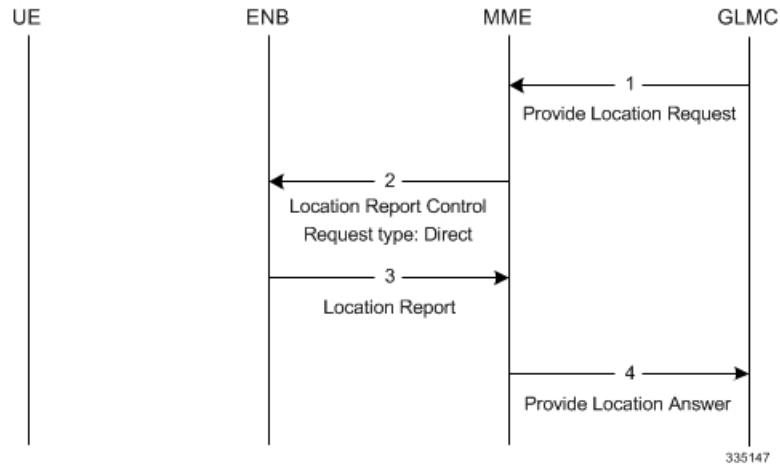 UE ENB MME GLMC
1
Provide Location Request
2
Location Report Control
Request type: Direct
3
Location Report
4
Provide Location Answer
335147